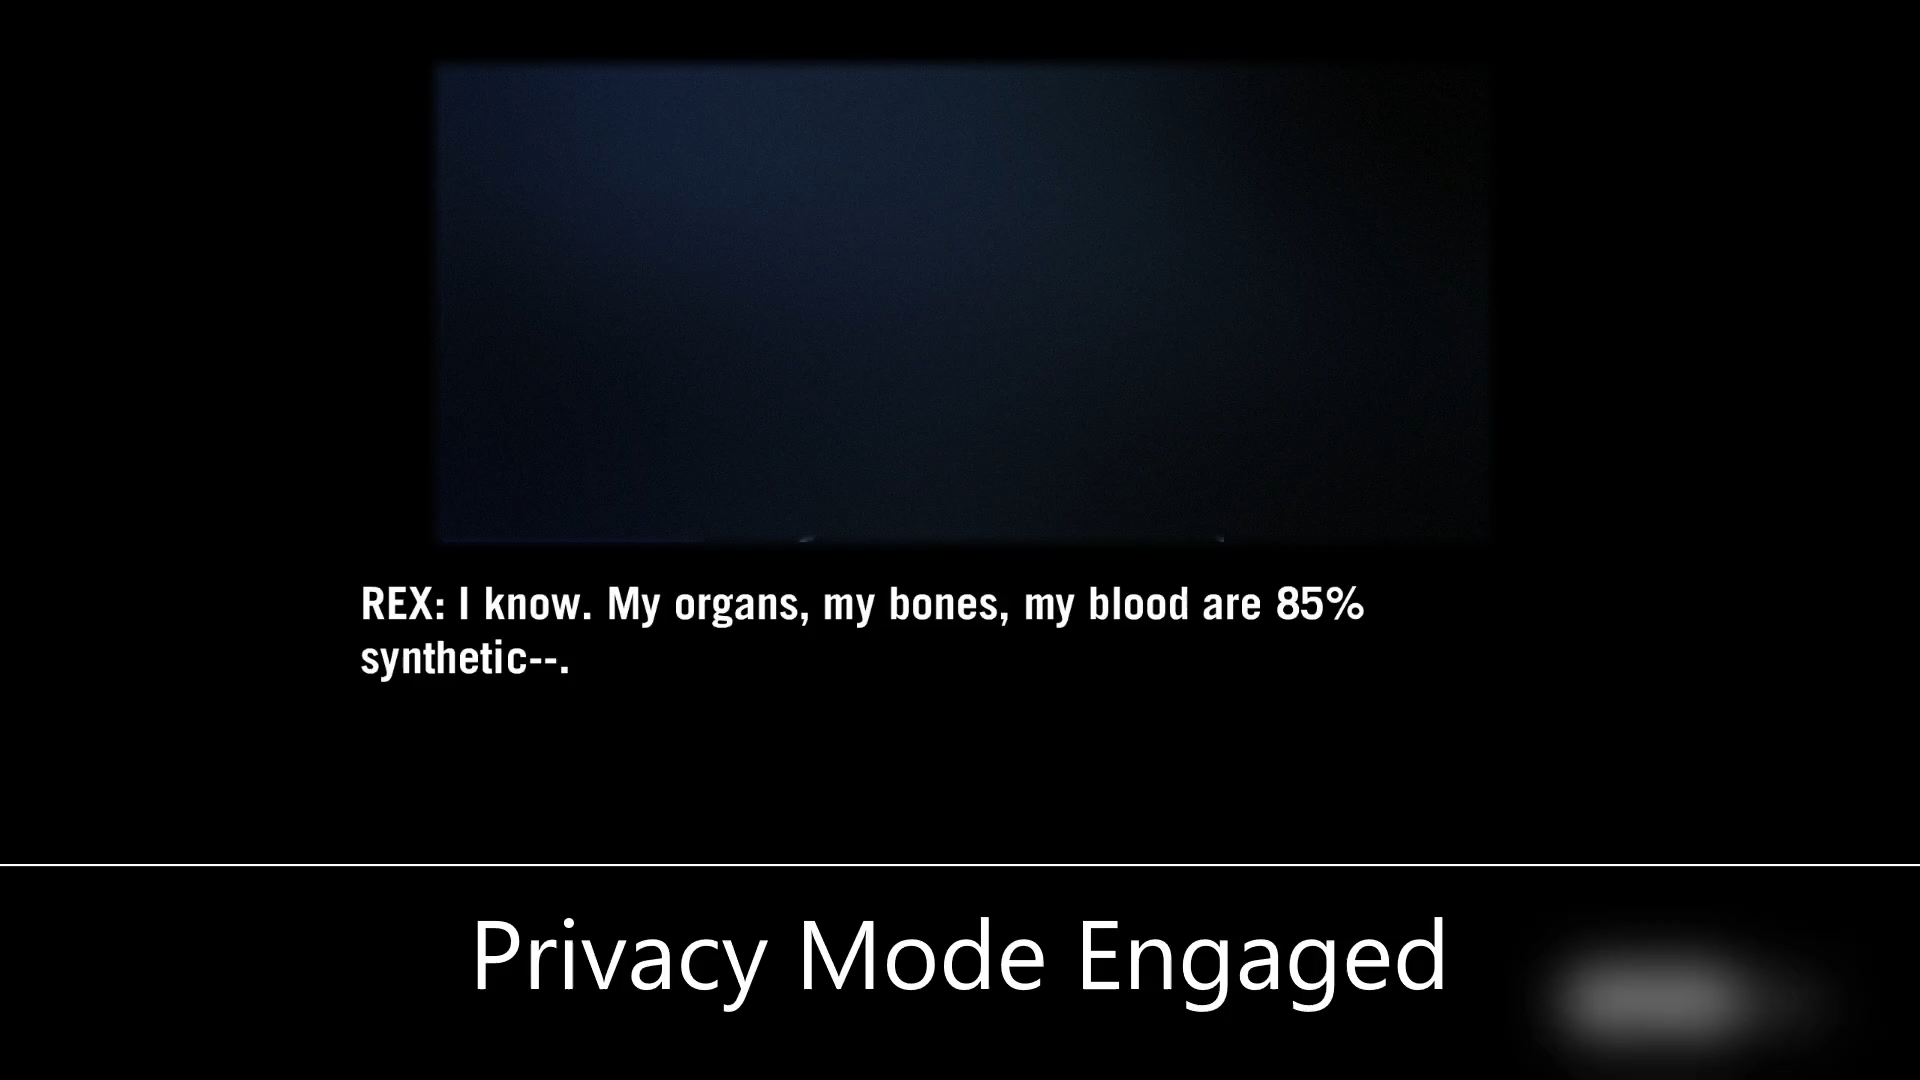 REX: I know. My organs, my bones, my blood are 85%
synthetic--.
Privacy Mode Engaged